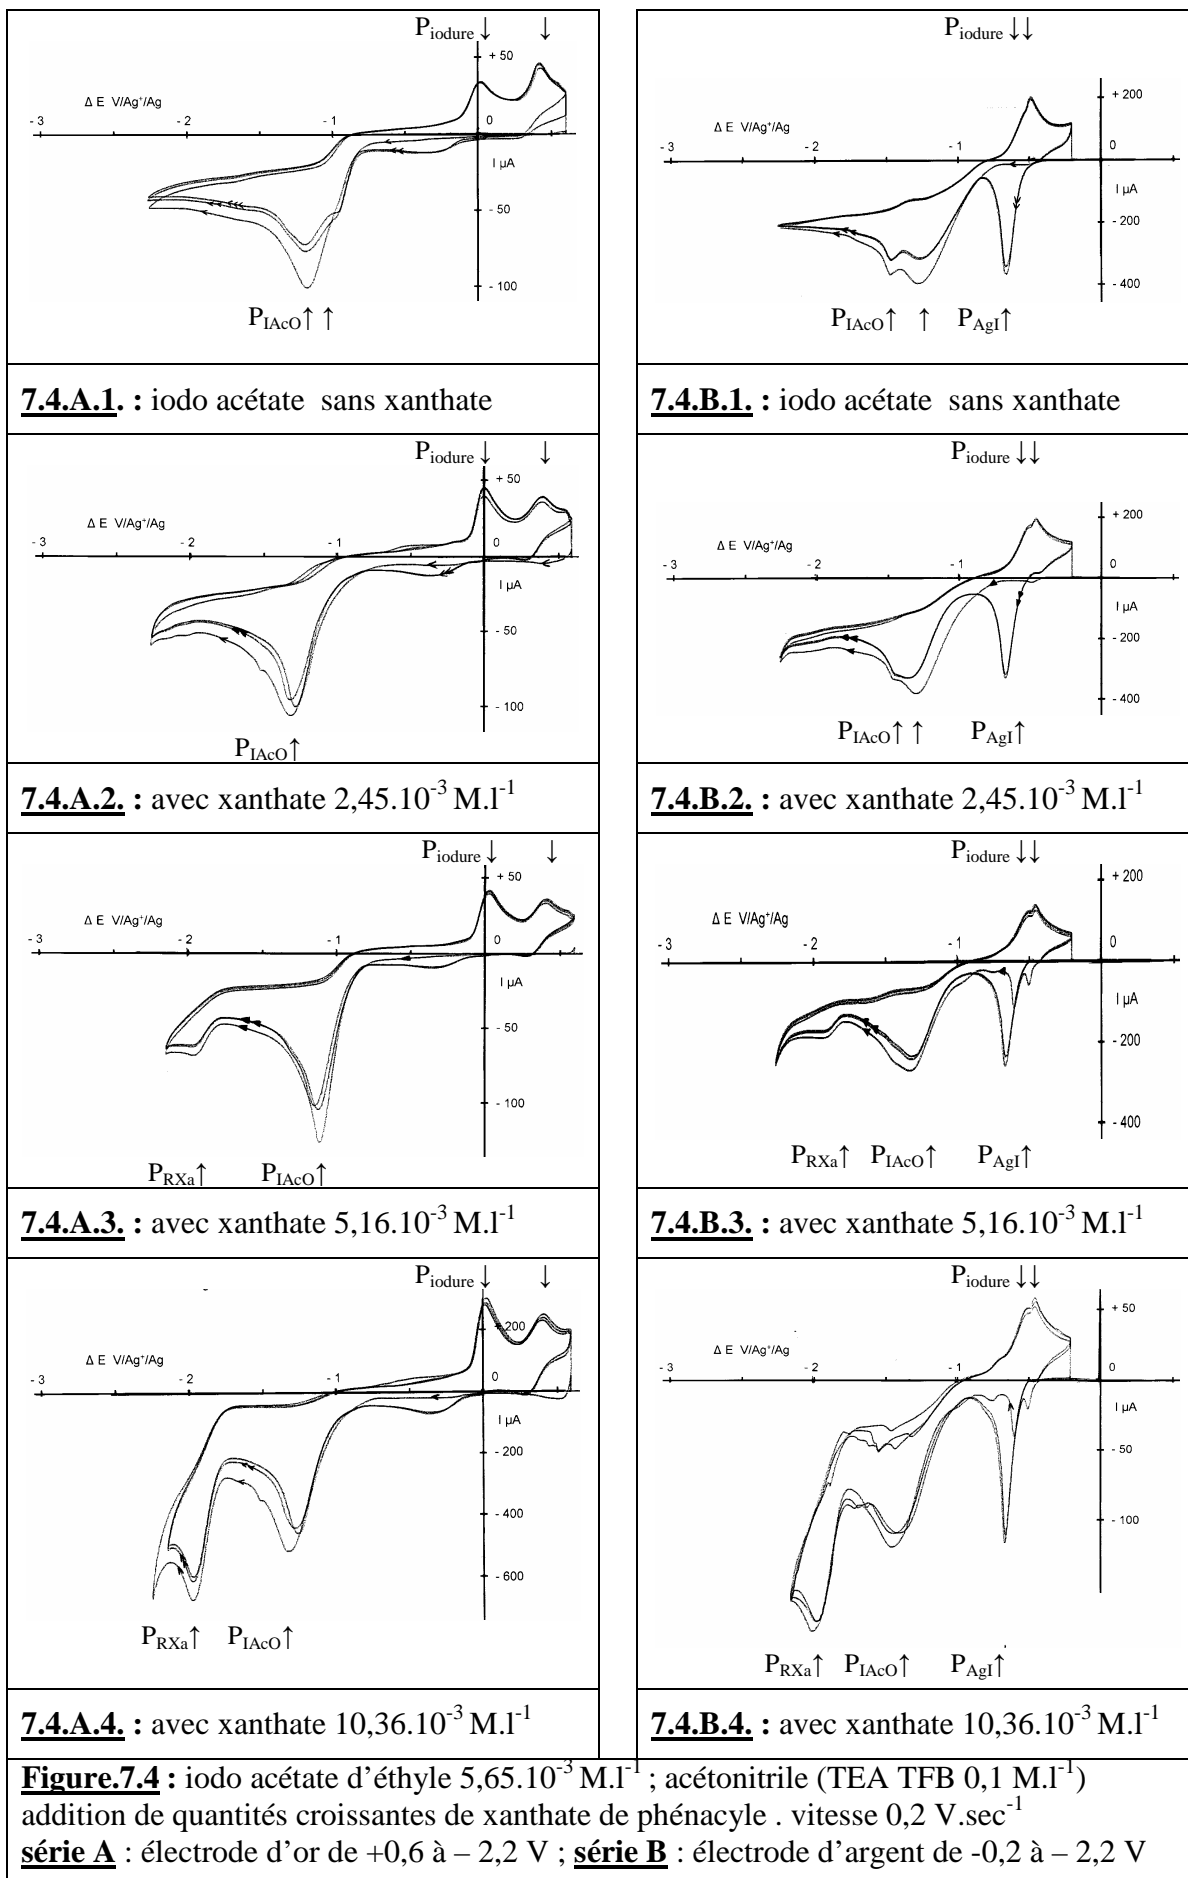 P_iodure ↓ ↓
+ 50
Δ E V/Ag⁺/Ag
- 3
- 2
- 1
0
I µA
- 50
- 100
P_IAcO↑ ↑
7.4.A.1. : iodo acétate sans xanthate
P_iodure ↓↓
+ 200
Δ E V/Ag⁺/Ag
- 3
- 2
- 1
0
I µA
- 200
- 400
P_IAcO↑ ↑ P_AgI↑
7.4.B.1. : iodo acétate sans xanthate
P_iodure ↓ ↓
+ 50
Δ E V/Ag⁺/Ag
- 3
- 2
- 1
0
I µA
- 50
- 100
P_IAcO↑
7.4.A.2. : avec xanthate 2,45.10⁻³ M.l⁻¹
P_iodure ↓↓
+ 200
Δ E V/Ag⁺/Ag
- 3
- 2
- 1
0
I µA
- 200
- 400
P_IAcO↑ ↑ P_AgI↑
7.4.B.2. : avec xanthate 2,45.10⁻³ M.l⁻¹
P_iodure ↓ ↓
+ 50
Δ E V/Ag⁺/Ag
- 3
- 2
- 1
0
I µA
- 50
- 100
P_RXa↑ P_IAcO↑
7.4.A.3. : avec xanthate 5,16.10⁻³ M.l⁻¹
P_iodure ↓↓
+ 200
Δ E V/Ag⁺/Ag
- 3
- 2
- 1
0
I µA
- 200
- 400
P_RXa↑ P_IAcO↑ P_AgI↑
7.4.B.3. : avec xanthate 5,16.10⁻³ M.l⁻¹
P_iodure ↓ ↓
+200
Δ E V/Ag⁺/Ag
- 3
- 2
- 1
0
I µA
- 200
- 400
- 600
P_RXa↑ P_IAcO↑
7.4.A.4. : avec xanthate 10,36.10⁻³ M.l⁻¹
P_iodure ↓↓
+ 50
Δ E V/Ag⁺/Ag
- 3
- 2
- 1
0
I µA
- 50
- 100
P_RXa↑ P_IAcO↑ P_AgI↑
7.4.B.4. : avec xanthate 10,36.10⁻³ M.l⁻¹
Figure.7.4 : iodo acétate d'éthyle 5,65.10⁻³ M.l⁻¹ ; acétonitrile (TEA TFB 0,1 M.l⁻¹)
addition de quantités croissantes de xanthate de phénacyle . vitesse 0,2 V.sec⁻¹
série A : électrode d'or de +0,6 à – 2,2 V ; série B : électrode d'argent de -0,2 à – 2,2 V